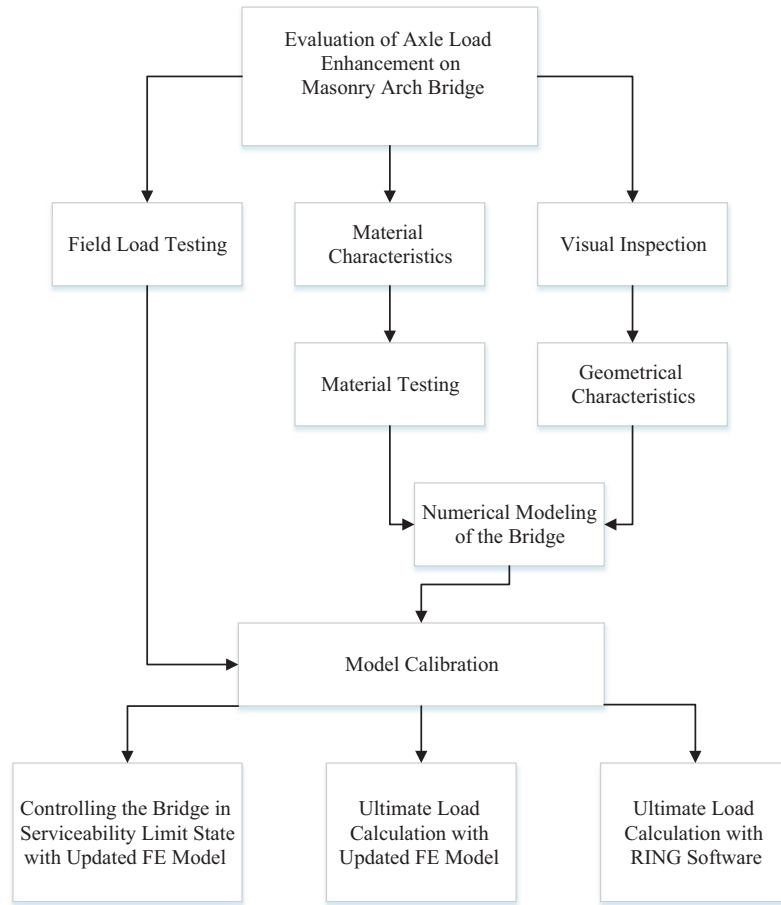 Evaluation of Axle Load
Enhancement on
Masonry Arch Bridge
Field Load Testing
Material
Characteristics
Visual Inspection
Material Testing
Geometrical
Characteristics
Numerical Modeling
of the Bridge
Model Calibration
Controlling the Bridge in
Serviceability Limit State
with Updated FE Model
Ultimate Load
Calculation with
Updated FE Model
Ultimate Load
Calculation with
RING Software